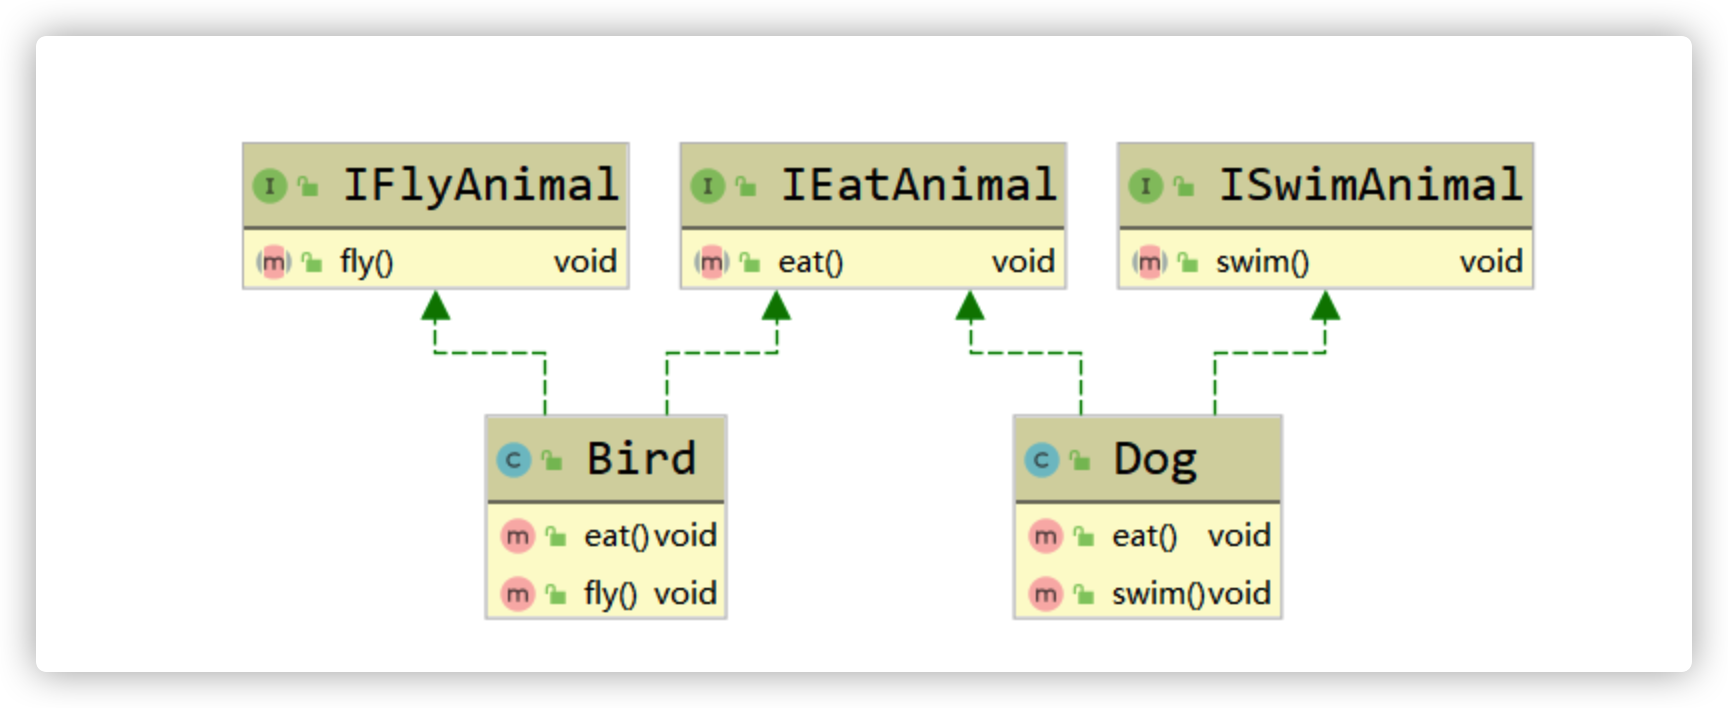 I IFlyAnimal
m fly() void
I IEatAnimal
m eat() void
I ISwimAnimal
m swim() void
C Bird
m eat() void
m fly() void
C Dog
m eat() void
m swim() void